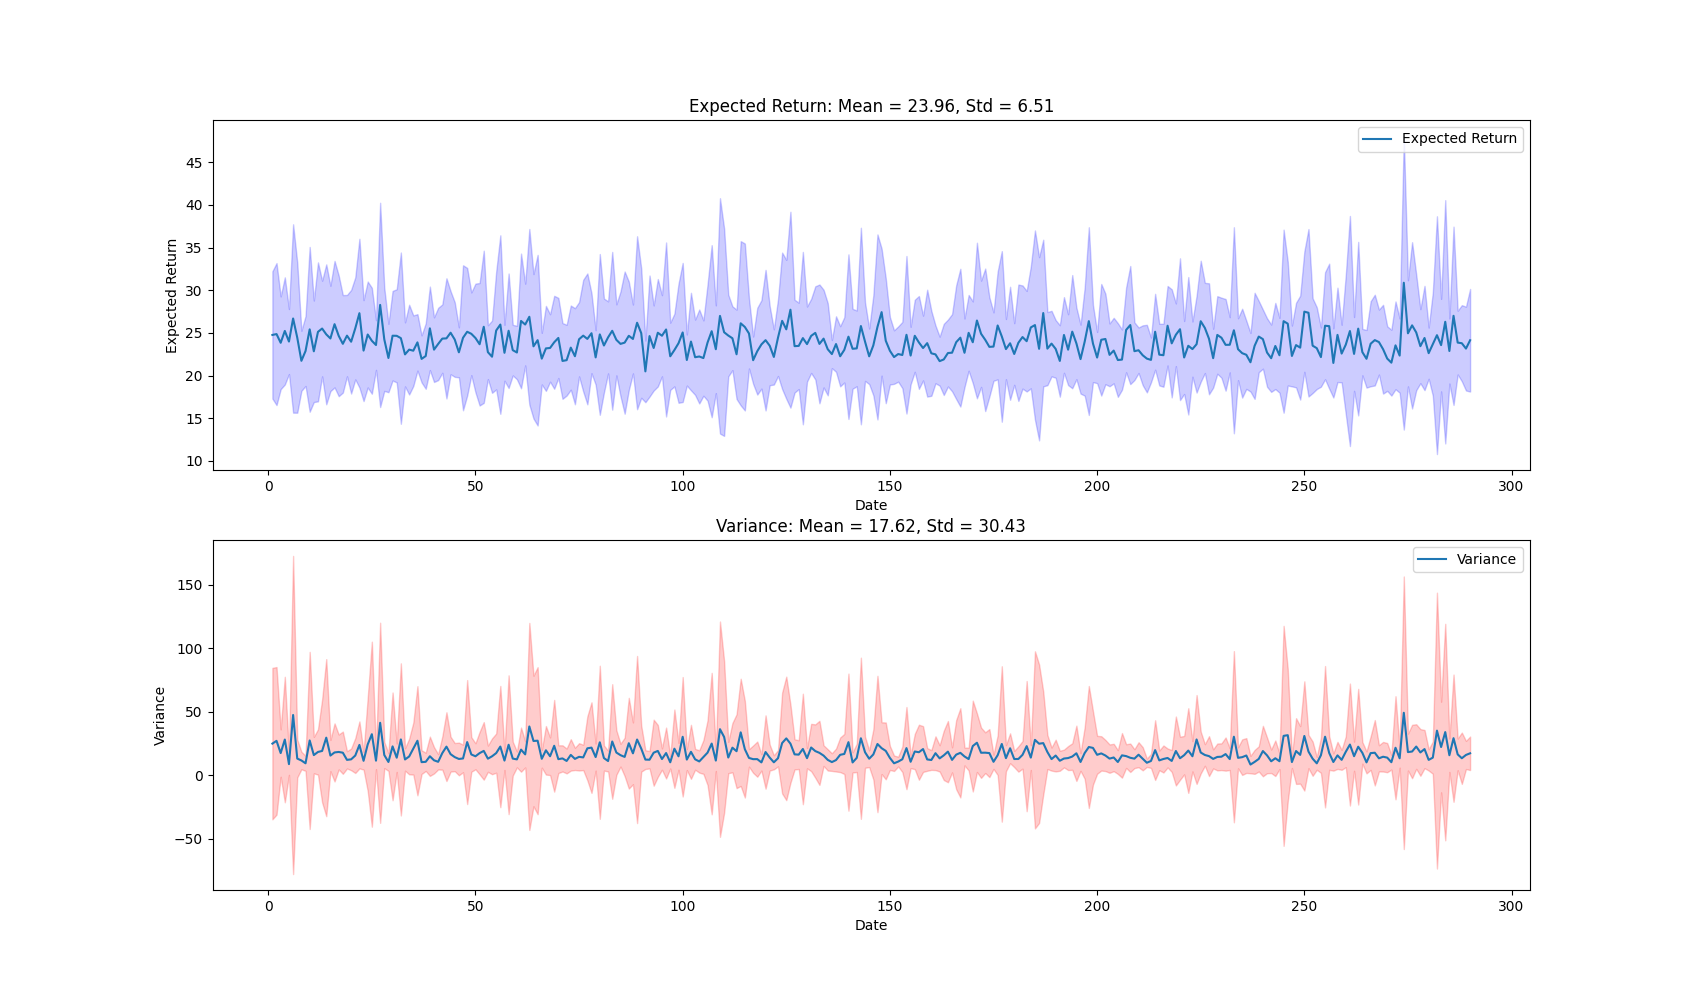 Expected Return: Mean = 23.96, Std = 6.51
Expected Return
45
40
35
30
25
20
15
10
Expected Return
0 50 100 150 200 250 300
Date
Variance: Mean = 17.62, Std = 30.43
Variance
150
100
50
0
−50
Variance
0 50 100 150 200 250 300
Date